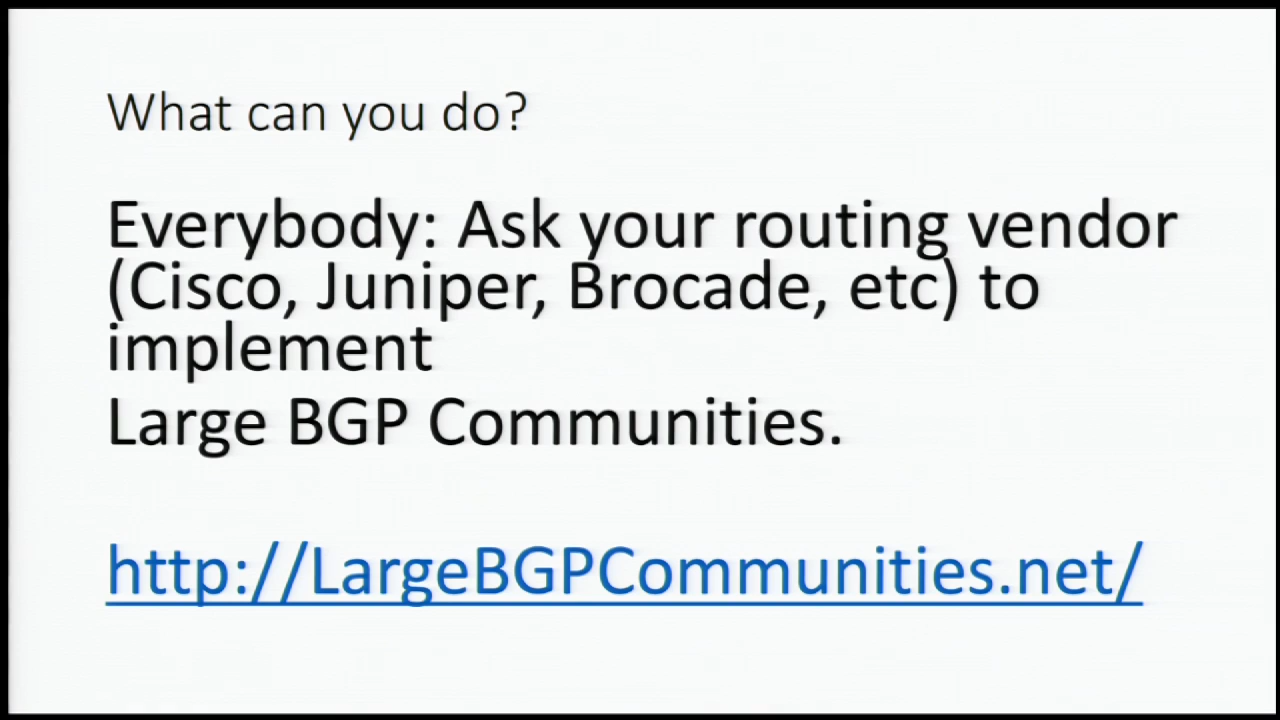 What can you do?
Everybody: Ask your routing vendor
(Cisco, Juniper, Brocade, etc) to
implement
Large BGP Communities.
http://LargeBGPCommunities.net/